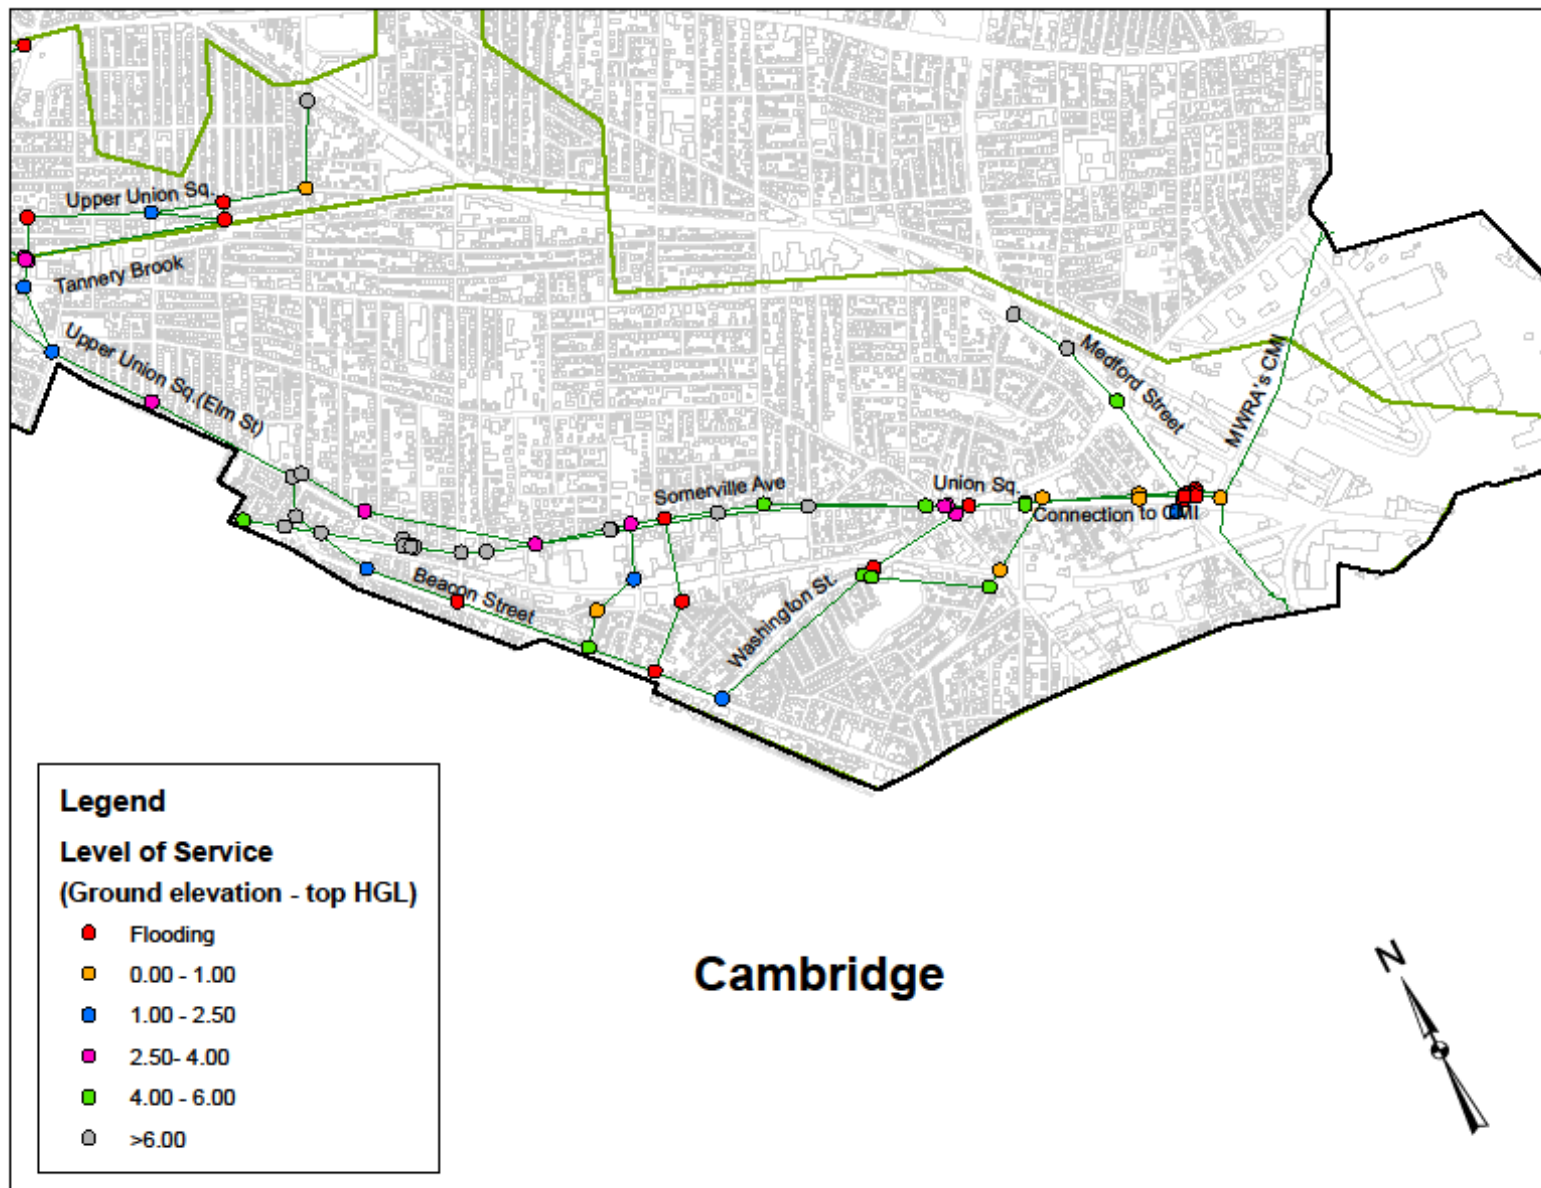 Upper Union Sq.
Tannery Brook
Upper Union Sq.(Elm St)
Medford Street
MWRA's CMI
Somerville Ave
Union Sq.
Connection to CMI
Beacon Street
Washington St.
Legend
Level of Service
(Ground elevation - top HGL)
Flooding
0.00 - 1.00
1.00 - 2.50
2.50- 4.00
4.00 - 6.00
>6.00
Cambridge
N